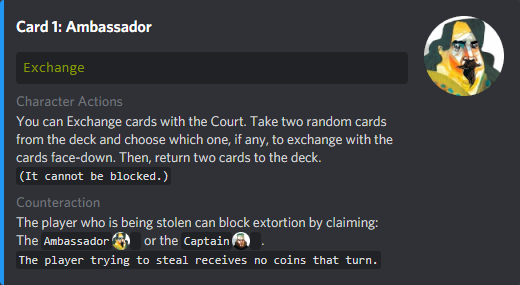 Card 1: Ambassador
Exchange
Character Actions
You can Exchange cards with the Court. Take two random cards
from the deck and choose which one, if any, to exchange with the
cards face-down. Then, return two cards to the deck.
(It cannot be blocked.)
Counteraction
The player who is being stolen can block extortion by claiming:
The Ambassador or the Captain .
The player trying to steal receives no coins that turn.